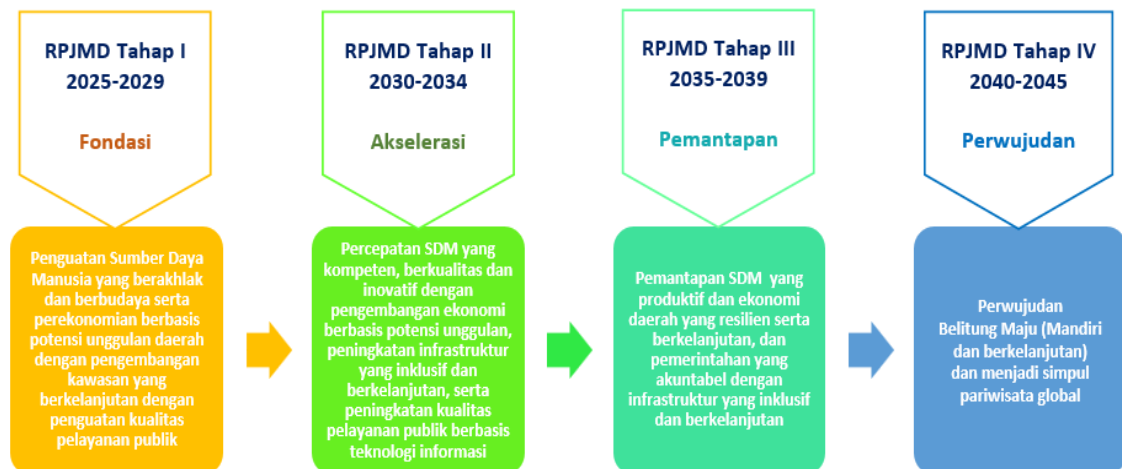 RPJMD Tahap I
2025-2029
Fondasi
Penguatan Sumber Daya
Manusia yang berakhlak
dan berbudaya serta
perekonomian berbasis
potensi unggulan daerah
dengan pengembangan
kawasan yang
berkelanjutan dengan
penguatan kualitas
pelayanan publik
RPJMD Tahap II
2030-2034
Akselerasi
Percepatan SDM yang
kompeten, berkualitas dan
inovatif dengan
pengembangan ekonomi
berbasis potensi unggulan,
peningkatan infrastruktur
yang inklusif dan
berkelanjutan, serta
peningkatan kualitas
pelayanan publik berbasis
teknologi informasi
RPJMD Tahap III
2035-2039
Pemantapan
Pemantapan SDM yang
produktif dan ekonomi
daerah yang resilien serta
berkelanjutan, dan
pemerintahan yang
akuntabel dengan
infrastruktur yang inklusif
dan berkelanjutan
RPJMD Tahap IV
2040-2045
Perwujudan
Perwujudan
Belitung Maju (Mandiri
dan berkelanjutan)
dan menjadi simpul
pariwisata global